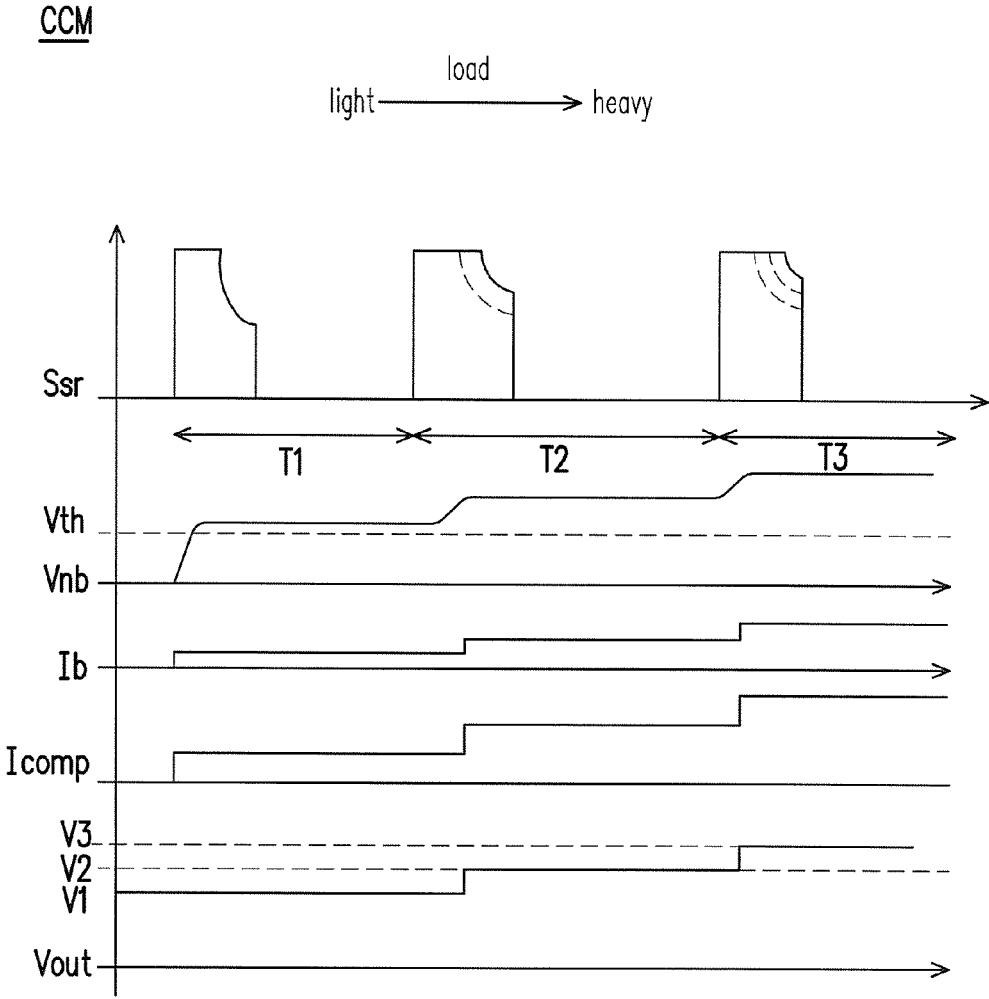 CCM
load
light heavy
Ssr
T1 T2 T3
Vth
Vnb
Ib
Icomp
V3
V2
V1
Vout